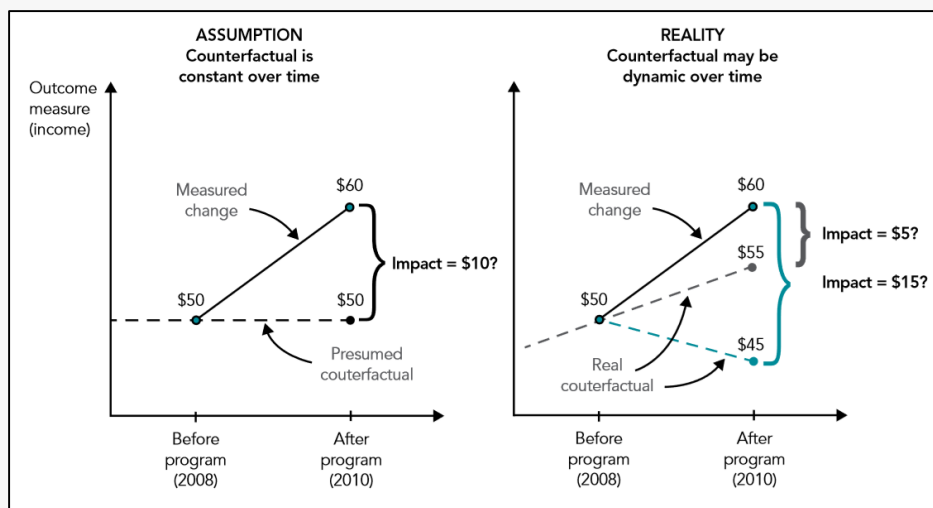 ASSUMPTION
Counterfactual is
constant over time
Outcome
measure
(income)
Measured
change
$60
$50
$50
Impact = $10?
Presumed
couterfactual
Before
program
(2008)
After
program
(2010)
REALITY
Counterfactual may be
dynamic over time
Measured
change
$60
$55
$50
$45
Impact = $5?
Impact = $15?
Real
couterfactual
Before
program
(2008)
After
program
(2010)